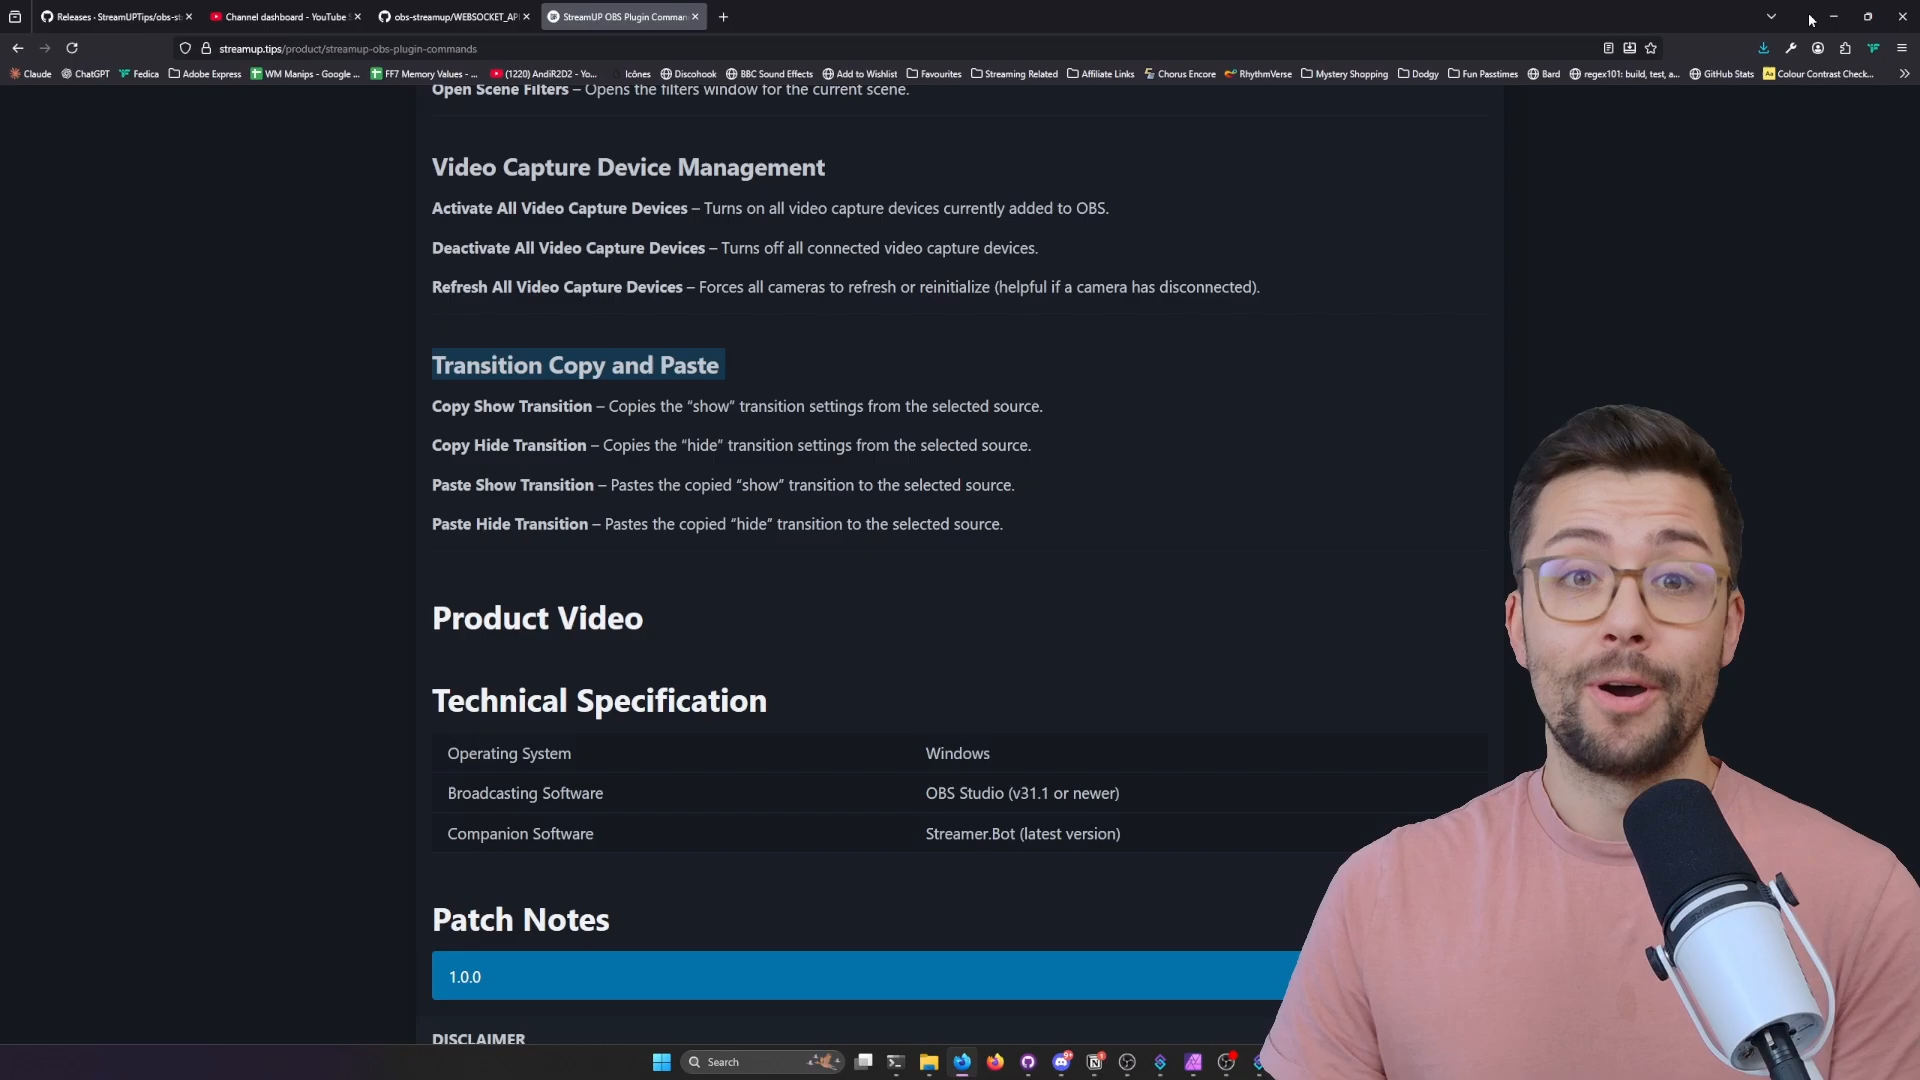 Releases - StreamUPTips/obs-st
Channel dashboard - YouTube
obs-streamup/WEBSOCKET_AP
StreamUP OBS Plugin Comman
streamup.tips/product/streamup-obs-plugin-commands
Claude
ChatGPT
Fedica
Adobe Express
WM Manips - Google ...
FF7 Memory Values - ...
(1220) AndiR2D2 - Yo...
Icônes
Discohook
BBC Sound Effects
Add to Wishlist
Favourites
Streaming Related
Affiliate Links
Chorus Encore
RhythmVerse
Mystery Shopping
Dodgy
Fun Passtimes
Bard
regex101: build, test, a...
GitHub Stats
Colour Contrast Check...
Open Scene Filters – Opens the filters window for the current scene.
Video Capture Device Management
Activate All Video Capture Devices – Turns on all video capture devices currently added to OBS.
Deactivate All Video Capture Devices – Turns off all connected video capture devices.
Refresh All Video Capture Devices – Forces all cameras to refresh or reinitialize (helpful if a camera has disconnected).
Transition Copy and Paste
Copy Show Transition – Copies the “show” transition settings from the selected source.
Copy Hide Transition – Copies the “hide” transition settings from the selected source.
Paste Show Transition – Pastes the copied “show” transition to the selected source.
Paste Hide Transition – Pastes the copied “hide” transition to the selected source.
Product Video
Technical Specification
Operating System Windows
Broadcasting Software OBS Studio (v31.1 or newer)
Companion Software Streamer.Bot (latest version)
Patch Notes
1.0.0
DISCLAIMER
Search